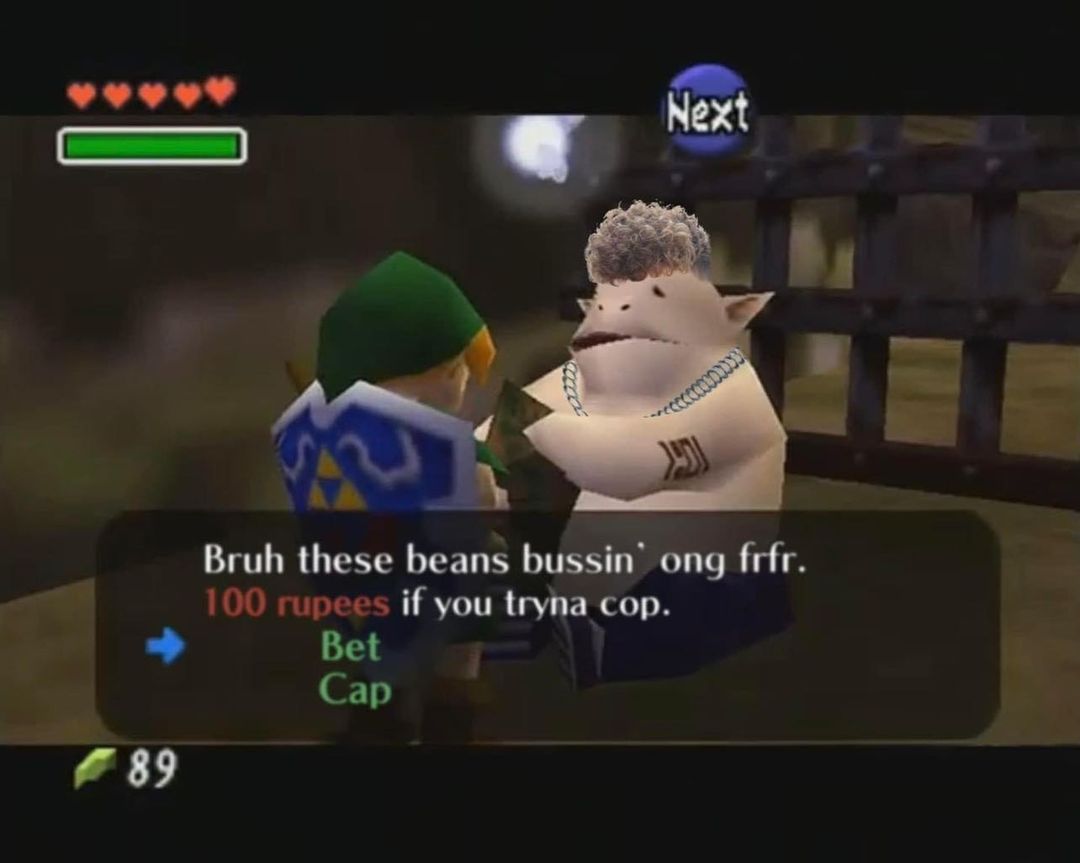 Next
Bruh these beans bussin' ong frfr.
100 rupees if you tryna cop.
Bet
Cap
89